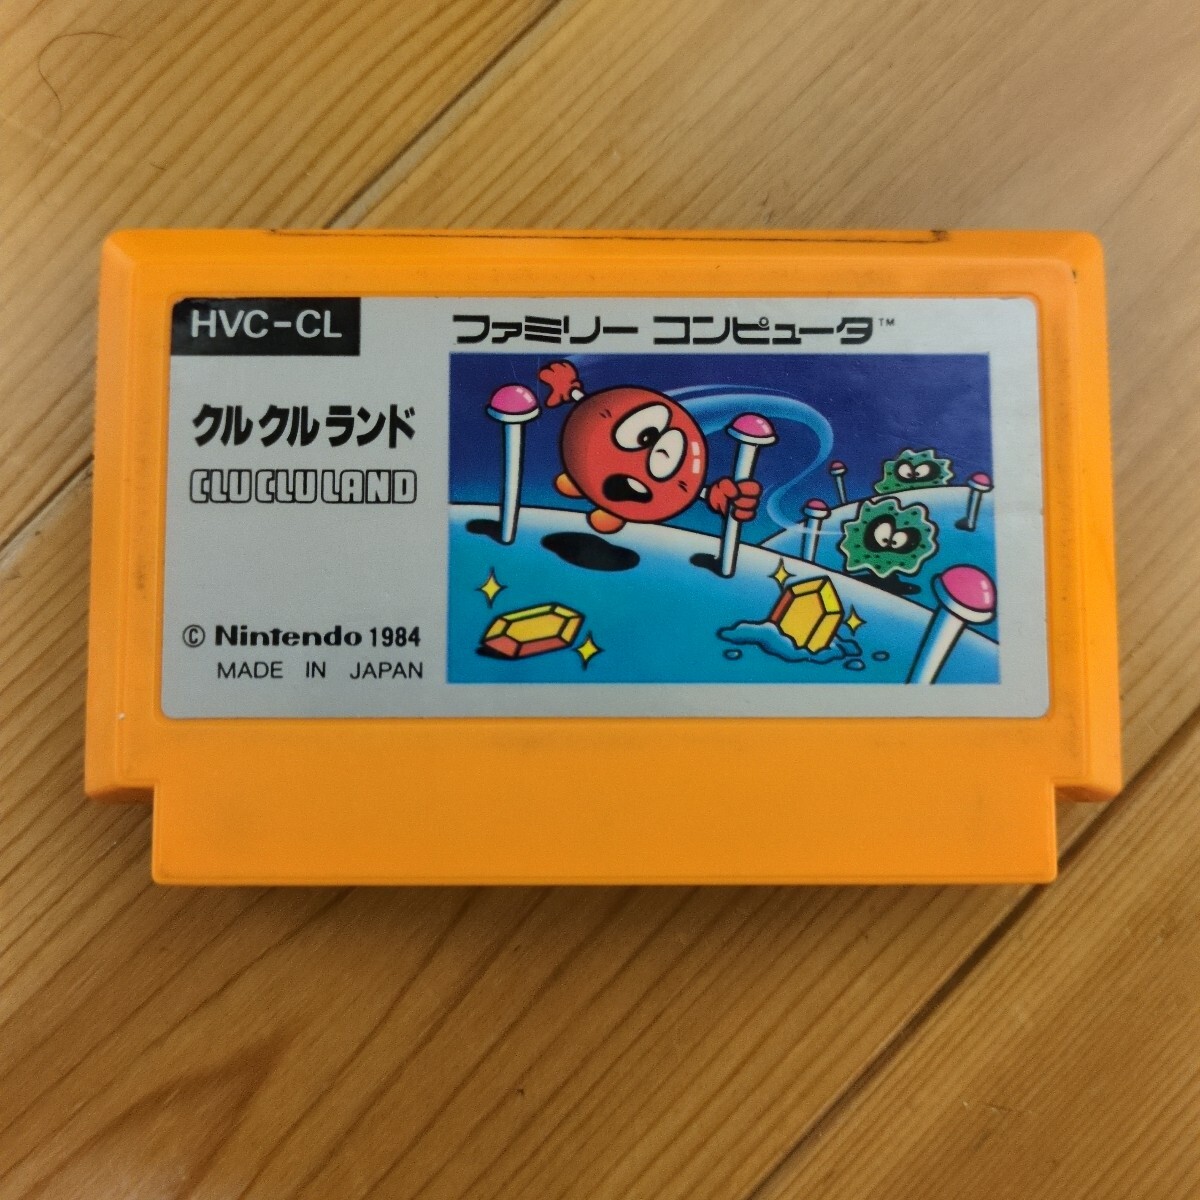 HVC-CL
ファミリー コンピュータ™
クルクルランド
CLU CLU LAND
© Nintendo 1984
MADE IN JAPAN